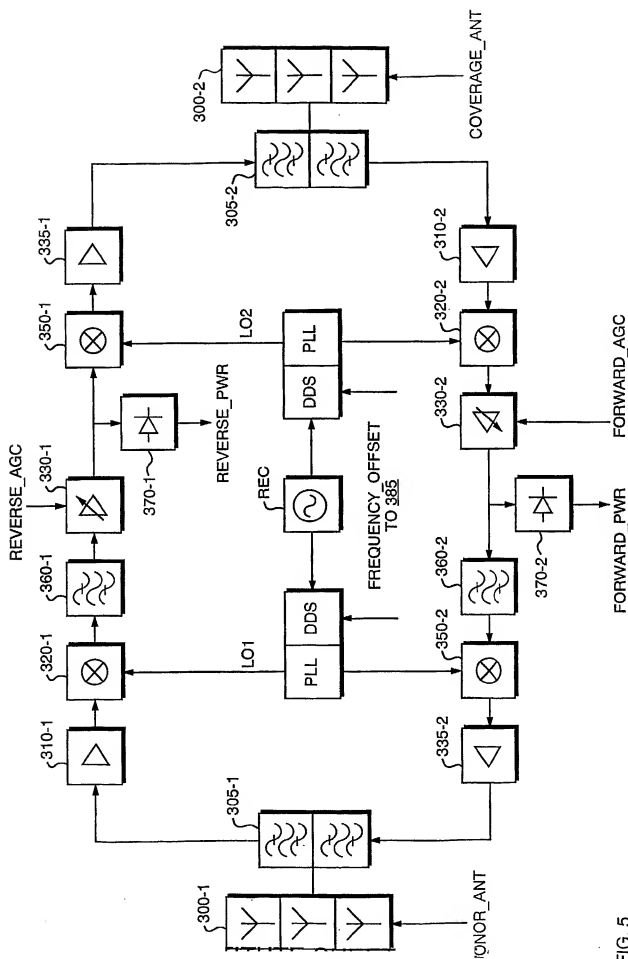 300-2
COVERAGE_ANT
305-2
335-1
310-2
350-1
320-2
LO2
PLL
DDS
330-2
FORWARD_AGC
REVERSE_AGC
330-1
370-1
REVERSE_PWR
REC
FREQUENCY_OFFSET
TO 385
360-1
360-2
370-2
FORWARD_PWR
320-1
350-2
LO1
DDS
PLL
310-1
335-2
305-1
300-1
FIG. 5